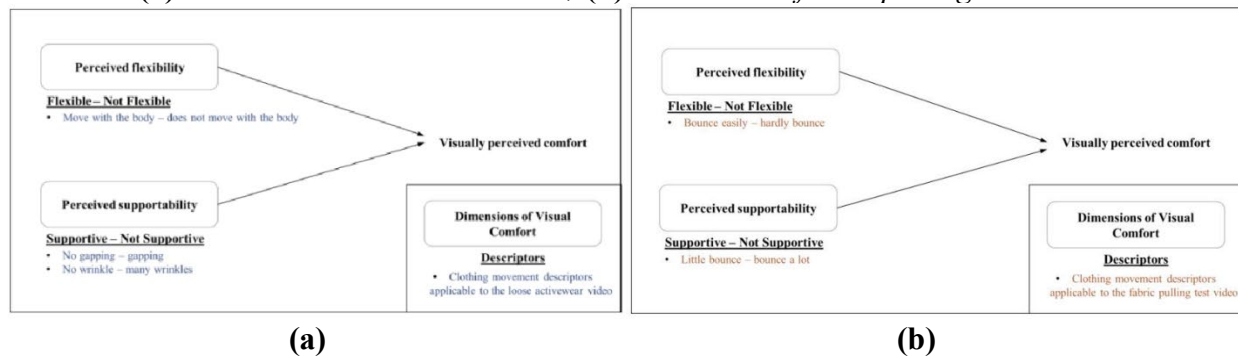 Perceived flexibility
Flexible – Not Flexible
• Move with the body – does not move with the body
Visually perceived comfort
Perceived supportability
Supportive – Not Supportive
• No gapping – gapping
• No wrinkle – many wrinkles
Dimensions of Visual
Comfort
Descriptors
• Clothing movement descriptors
applicable to the loose activewear video
(a)
Perceived flexibility
Flexible – Not Flexible
• Bounce easily – hardly bounce
Visually perceived comfort
Perceived supportability
Supportive – Not Supportive
• Little bounce – bounce a lot
Dimensions of Visual
Comfort
Descriptors
• Clothing movement descriptors
applicable to the fabric pulling test video
(b)